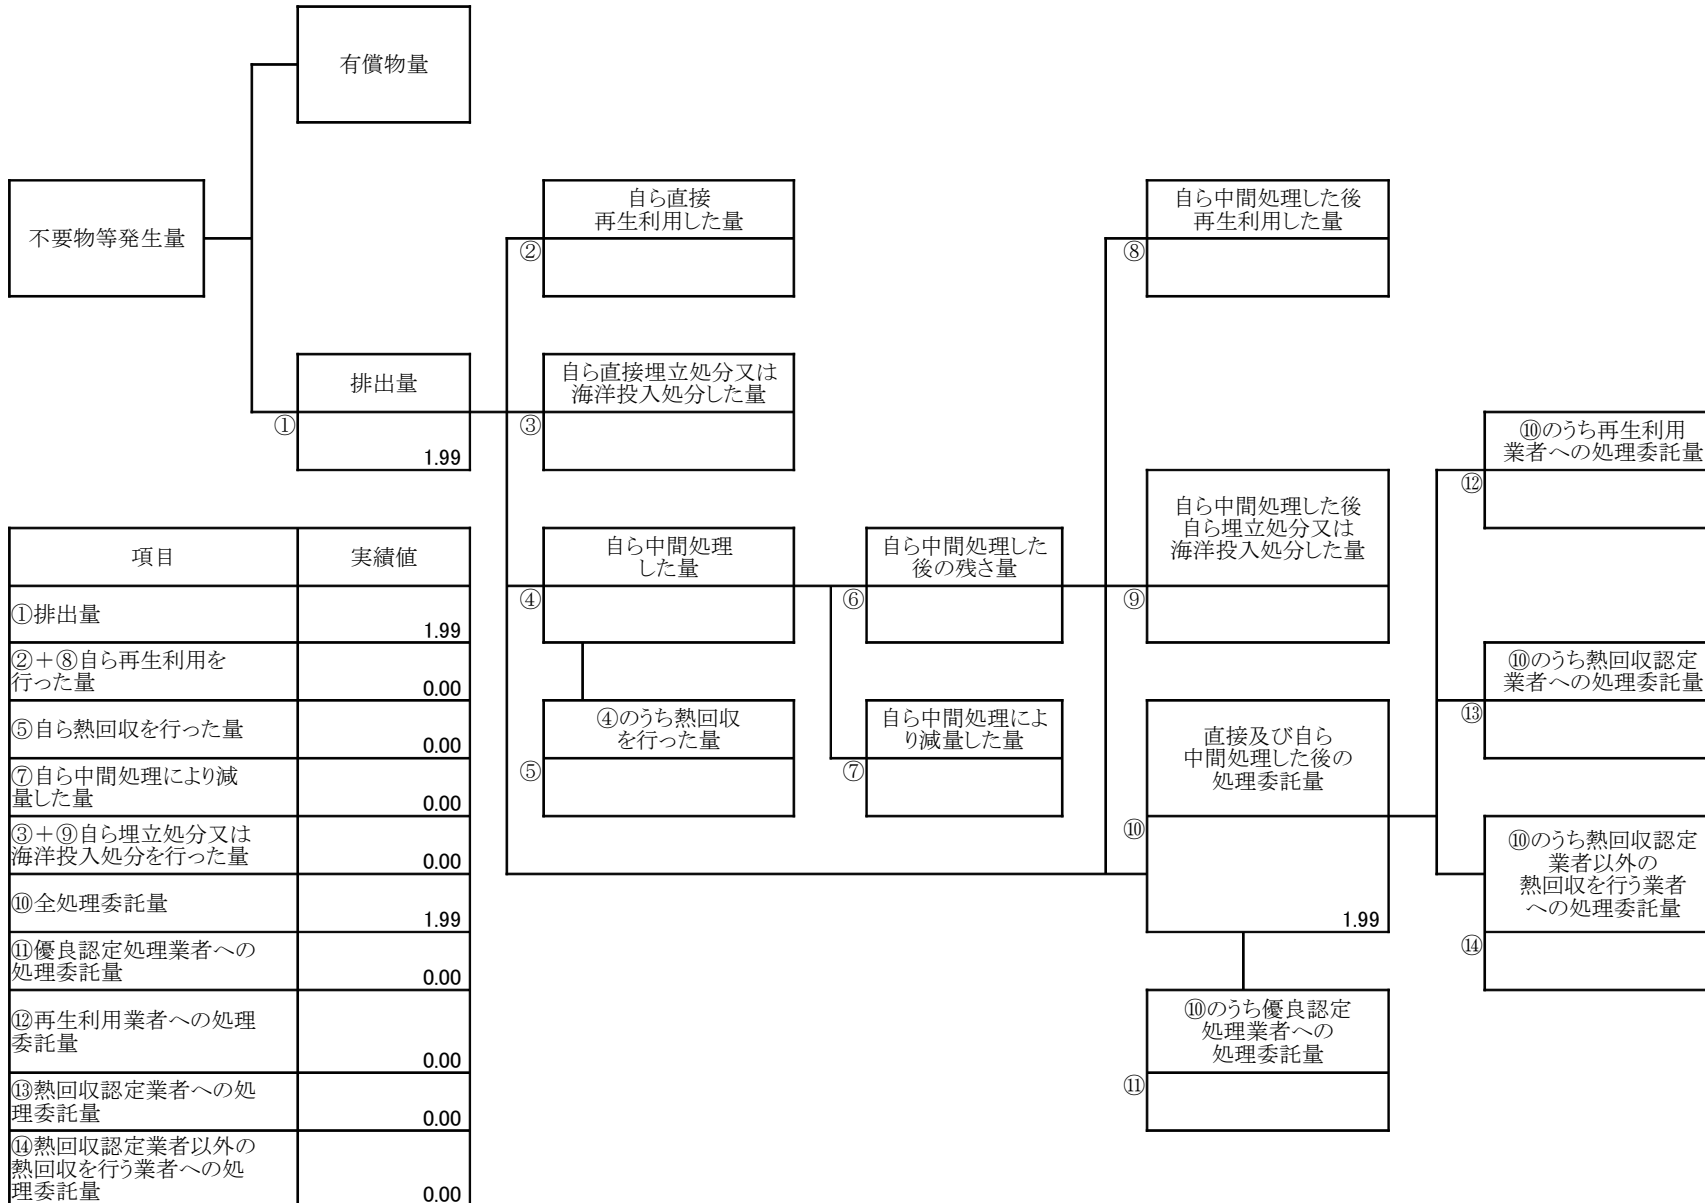 有償物量
不要物等発生量
自ら直接
再生利用した量
②
自ら中間処理した後
再生利用した量
⑧
排出量
①
1.99
自ら直接埋立処分又は
海洋投入処分した量
③
⑩のうち再生利用
業者への処理委託量
⑫
自ら中間処理
した量
④
自ら中間処理した
後の残さ量
⑥
自ら中間処理した後
自ら埋立処分又は
海洋投入処分した量
⑨
⑩のうち熱回収認定
業者への処理委託量
⑬
④のうち熱回収
を行った量
⑤
自ら中間処理によ
り減量した量
⑦
直接及び自ら
中間処理した後の
処理委託量
⑩
1.99
⑩のうち熱回収認定
業者以外の
熱回収を行う業者
への処理委託量
⑭
⑩のうち優良認定
処理業者への
処理委託量
⑪
項目 実績値
①排出量 1.99
②+⑧自ら再生利用を
行った量 0.00
⑤自ら熱回収を行った量 0.00
⑦自ら中間処理により減
量した量 0.00
③+⑨自ら埋立処分又は
海洋投入処分を行った量 0.00
⑩全処理委託量 1.99
⑪優良認定処理業者への
処理委託量 0.00
⑫再生利用業者への処理
委託量 0.00
⑬熱回収認定業者への処
理委託量 0.00
⑭熱回収認定業者以外の
熱回収を行う業者への処
理委託量 0.00